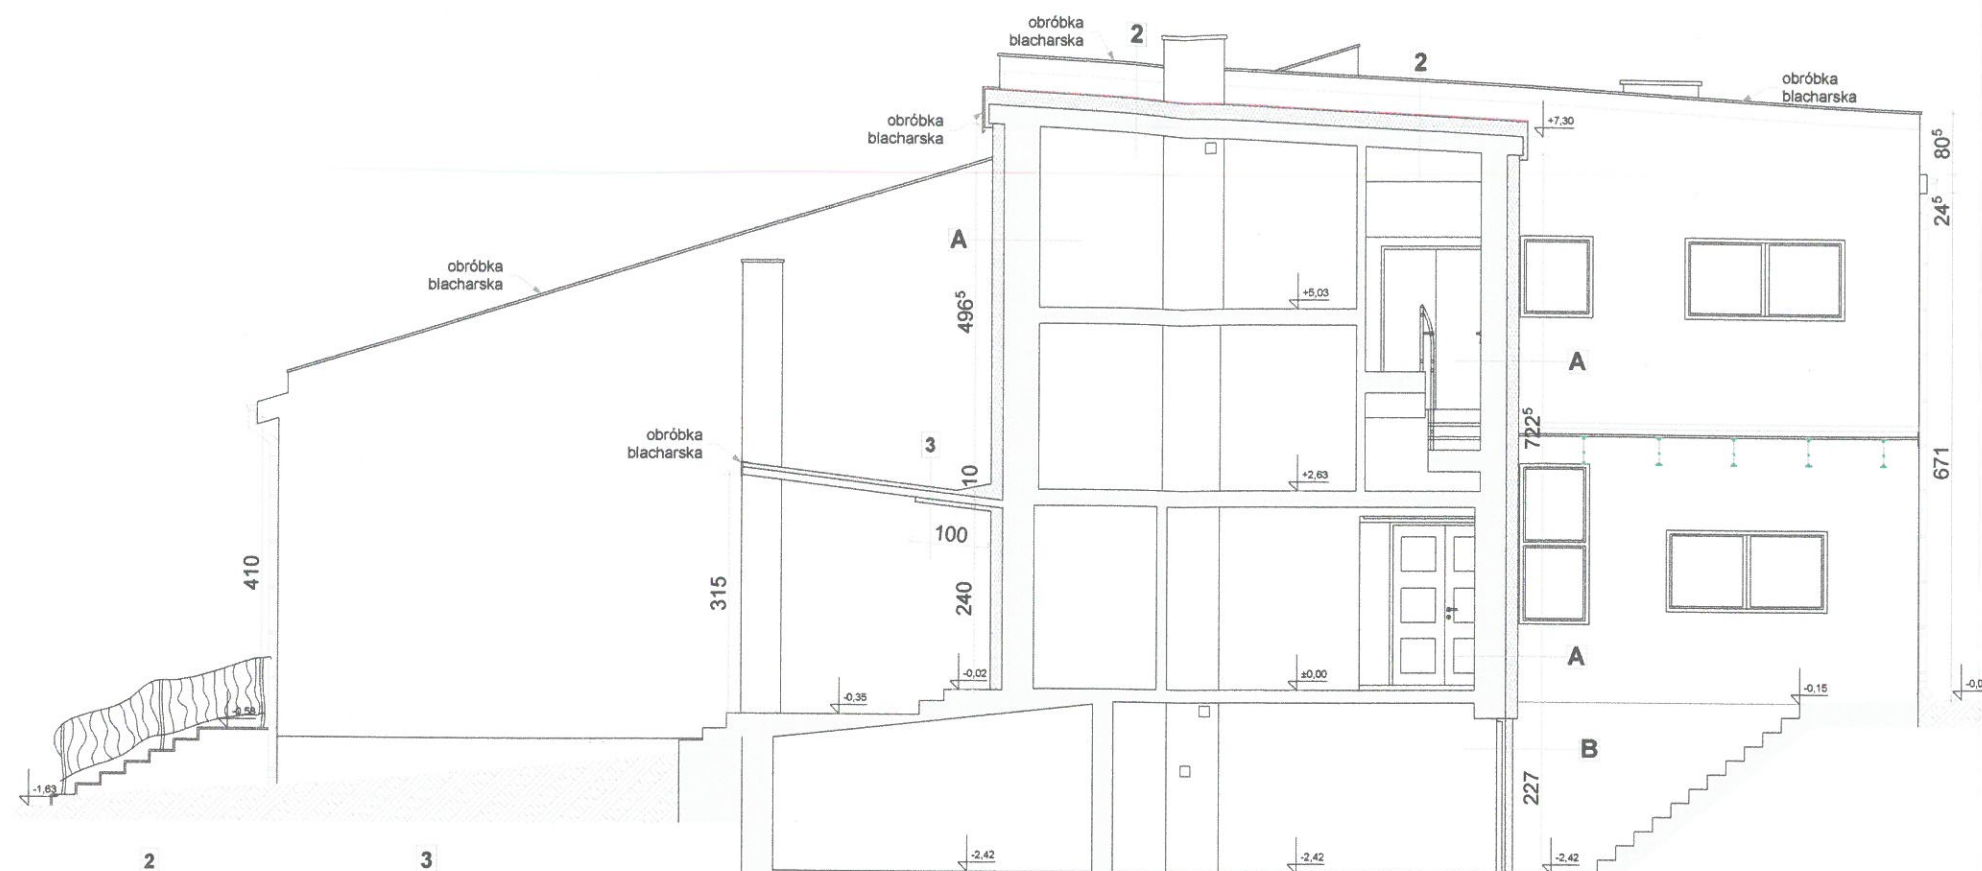 obróbka
blacharska
2
2
obróbka
blacharska
obróbka
blacharska
+7,30
80⁵
24⁵
A
obróbka
blacharska
496⁵
+5,03
A
722⁵
obróbka
blacharska
3
10
+2,63
671
100
410
315
240
A
-0,02
±0,00
-0,15
-0,35
-0,58
B
-1,63
227
2
3
-2,42
-2,42
-2,42